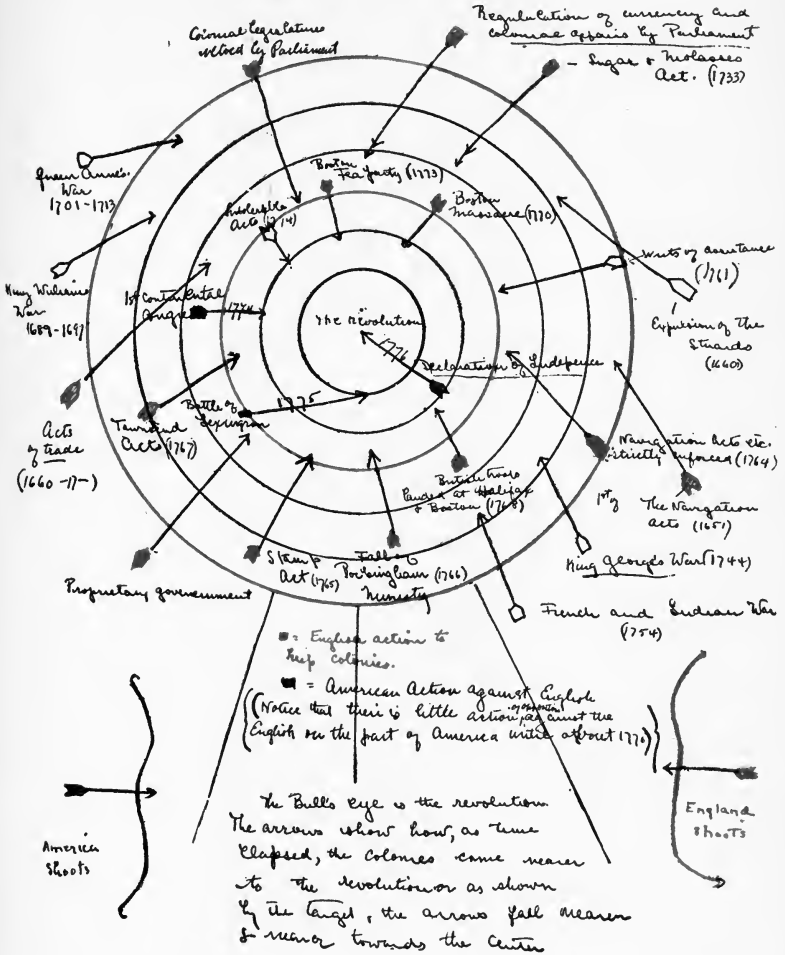 Colonial Legislatures
vetoed by Parliament
Regulation of currency and
colonial affairs by Parliament
- Sugar & Molasses
Act. (1733)
Queen Anne's
War
1701-1713
Boston
Tea Party (1773)
Intolerable
Acts (1774)
Boston
Massacre (1770)
Writs of assistance
(1761)
King William's
War
1689-1697
1st Continental
Congress
1774
The Revolution
1776
Declaration of Indepence
Expulsion of The
Stuards
(1660)
Acts
of trade
(1660-17-)
Townsend
Acts (1767)
Battle of
Lexington
1775
Navigation Acts etc.
strictly enforced (1764)
British troops
landed at Halifax
& Boston (1768)
1st of
The Navigation
Acts (1651)
King George's War (1744)
Proprietary government
Stamp
Act (1765)
Fall of
Rockingham (1766)
Ministry
French and Indian War
(1754)
= English action to
help colonies.
= American Action against English
(Notice that their is little action, or opposition against the
English on the part of America until about 1770)
America
Shoots
England
Shoots
The Bull's eye is the revolution
The arrows show how, as time
elapsed, the colonies came nearer
to the revolution or as shown
by the target, the arrows fall nearer
& nearer towards the center